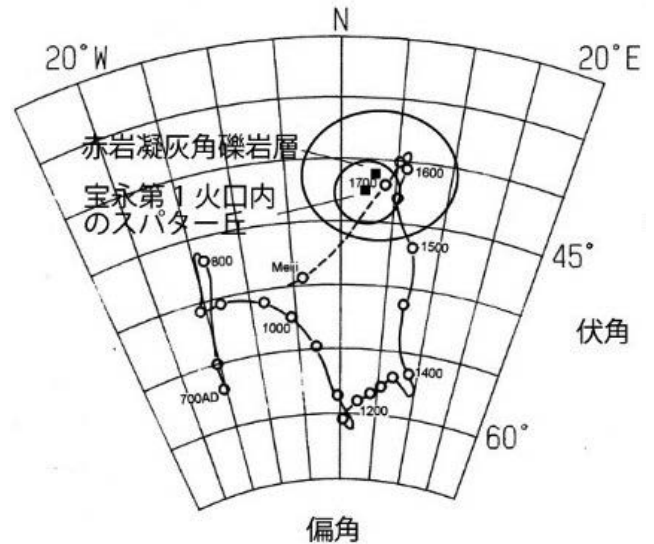 N
20°W
20°E
赤岩凝灰角礫岩層
宝永第1火口内
のスパター丘
1700
1600
1500
45°
800
Meiji
伏角
1000
1400
700AD
1200
60°
偏角